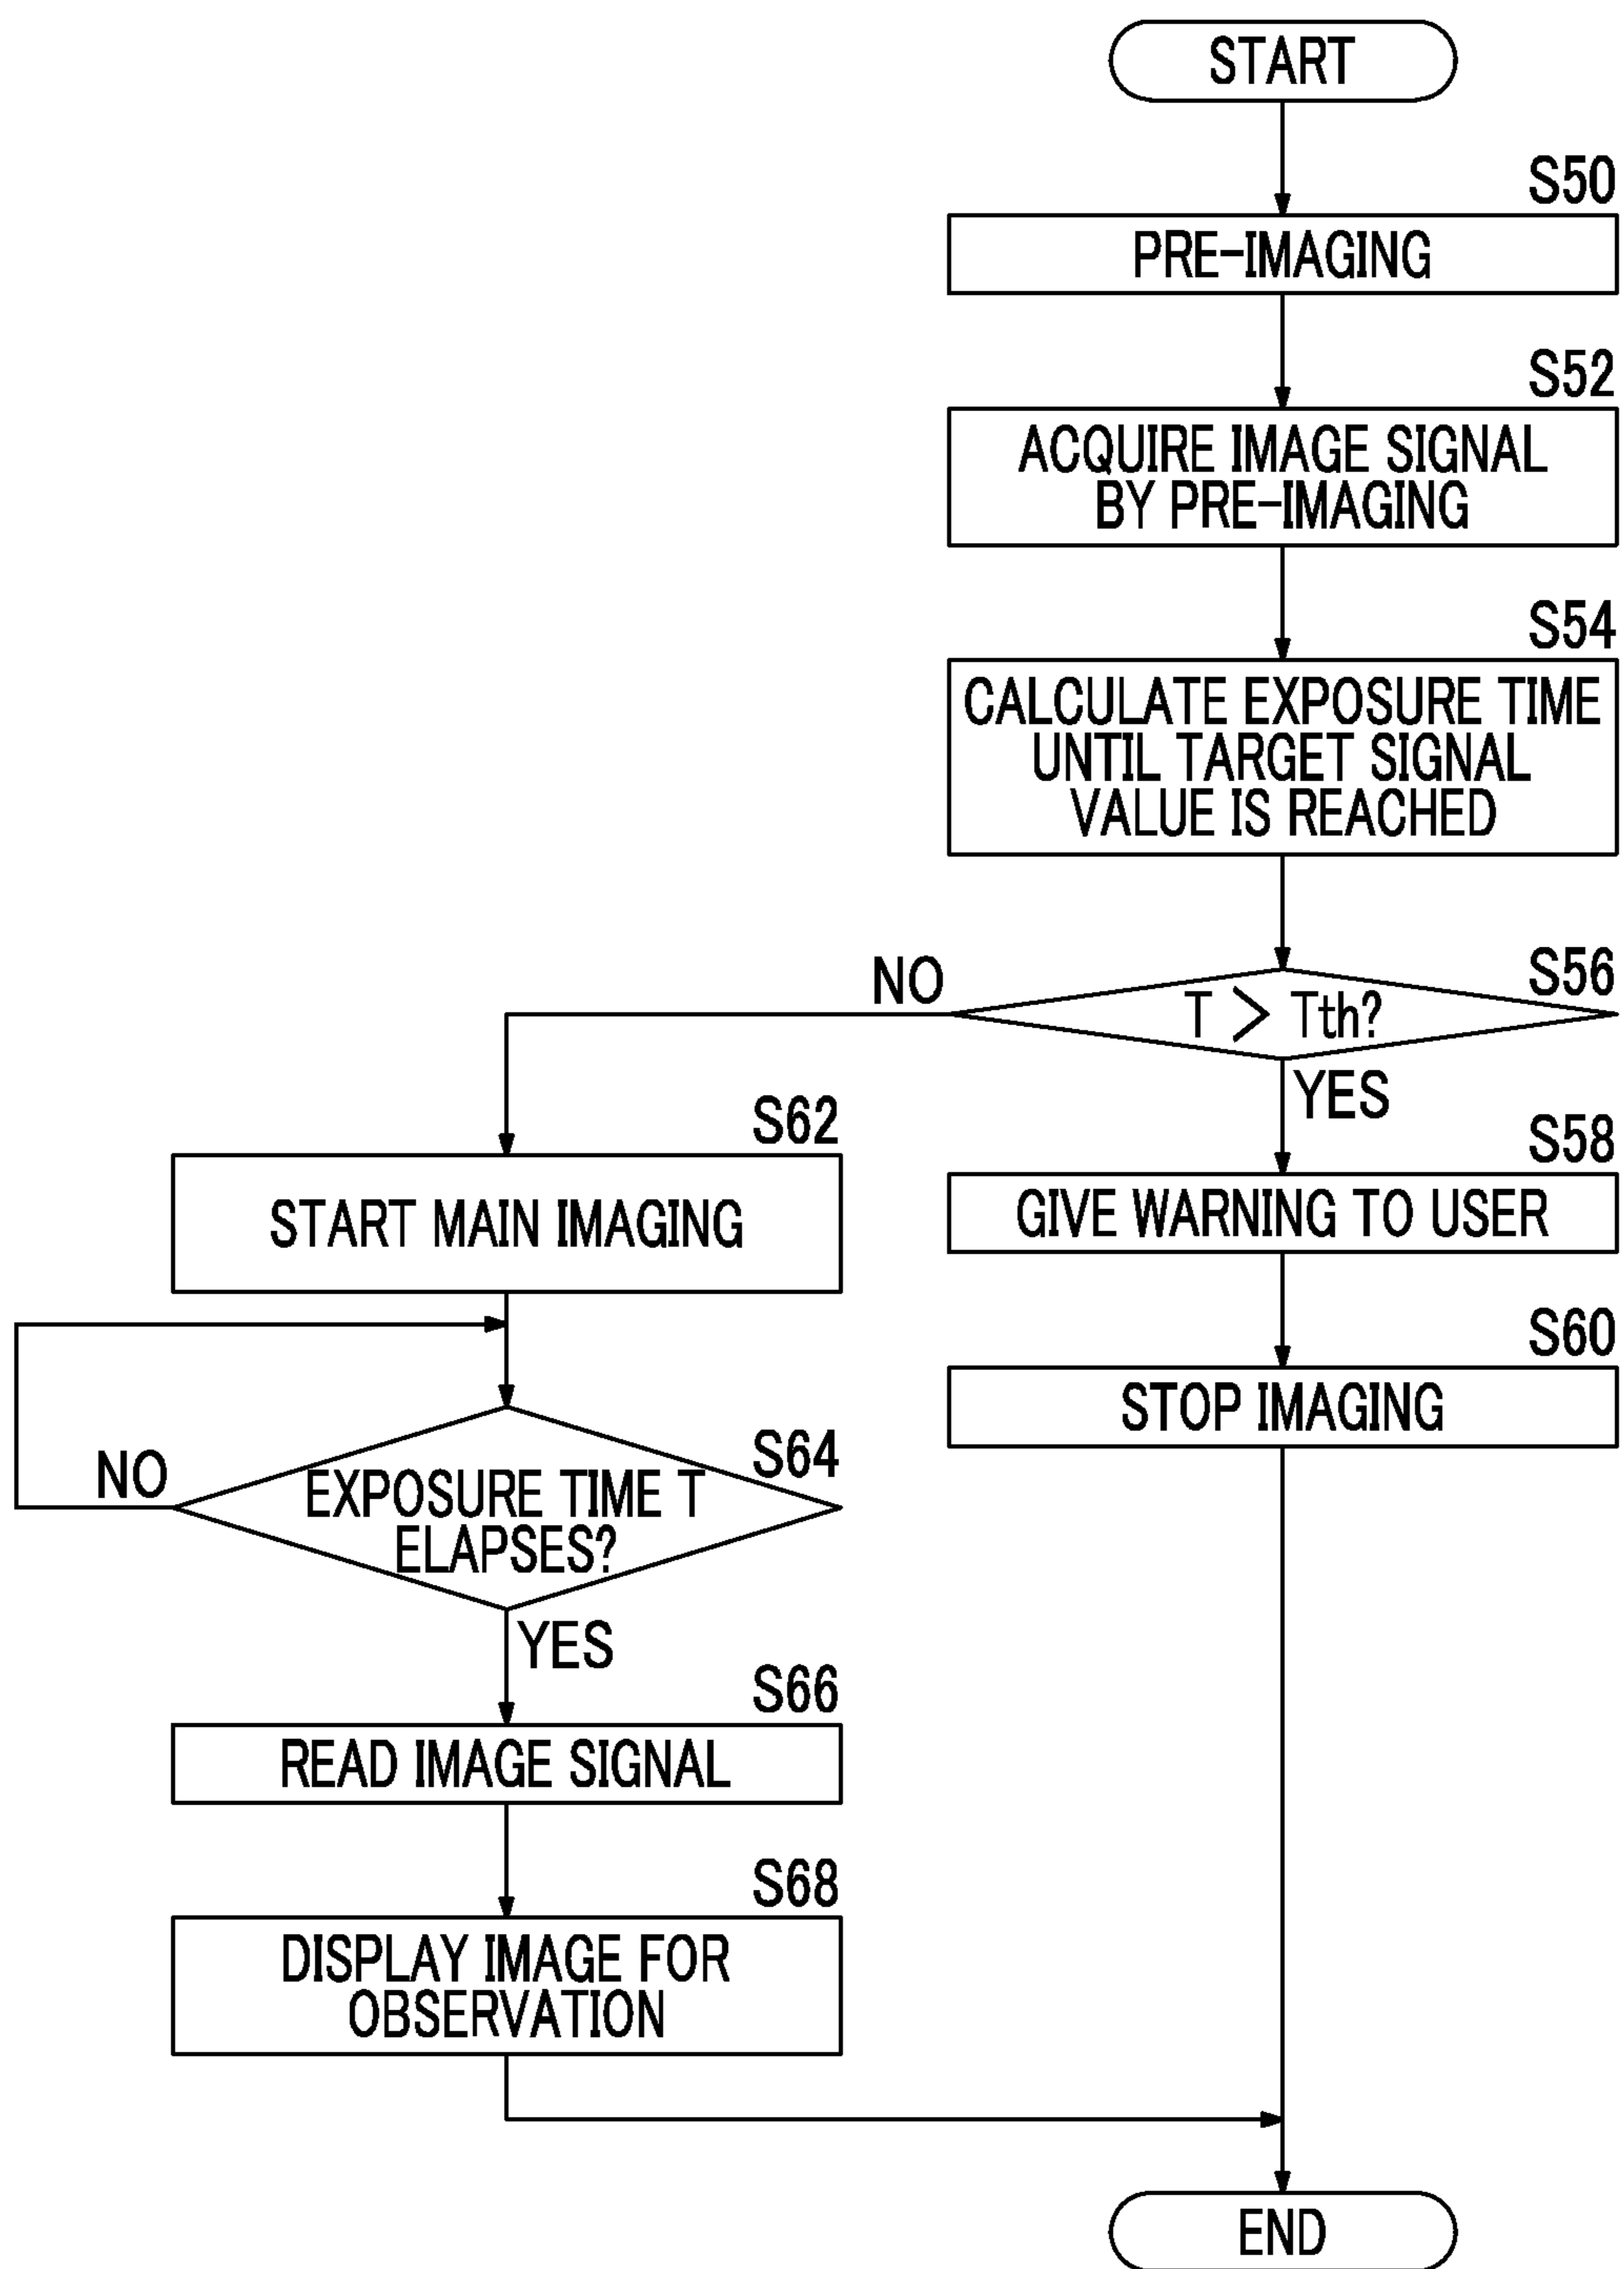 START
S50
PRE-IMAGING
S52
ACQUIRE IMAGE SIGNAL
BY PRE-IMAGING
S54
CALCULATE EXPOSURE TIME
UNTIL TARGET SIGNAL
VALUE IS REACHED
S56
NO
T > Tth?
YES
S58
GIVE WARNING TO USER
S60
STOP IMAGING
S62
START MAIN IMAGING
S64
NO
EXPOSURE TIME T
ELAPSES?
YES
S66
READ IMAGE SIGNAL
S68
DISPLAY IMAGE FOR
OBSERVATION
END